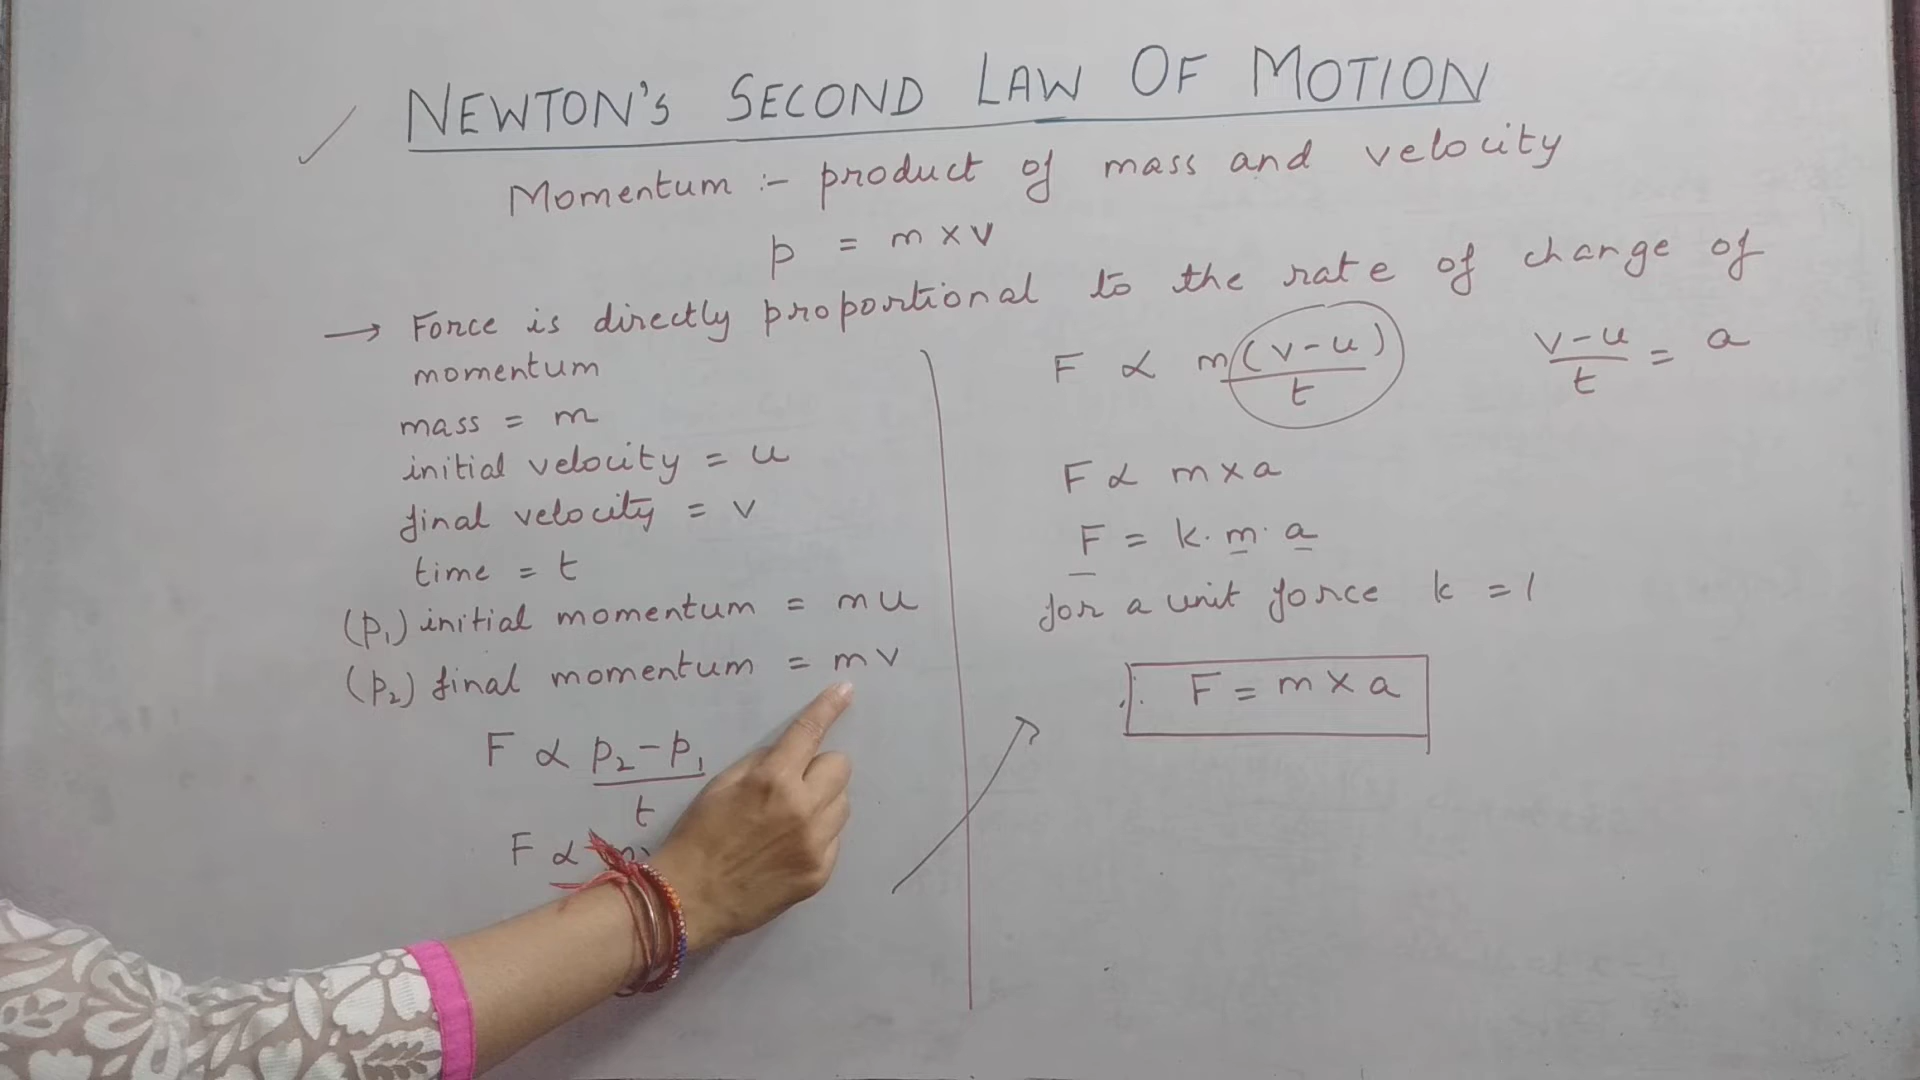 NEWTON'S SECOND LAW OF MOTION
Momentum :- product of mass and velocity
p = m x v
→ Force is directly proportional to the rate of change of
momentum
mass = m
initial velocity = u
final velocity = v
time = t
(p₁) initial momentum = mu
(p₂) final momentum = mv
F ∝ p₂ - p₁
t
F ∝
F ∝ m(v-u)
t
v-u = a
t
F ∝ m x a
F = k. m. a
for a unit force k = 1
∴ F = m x a